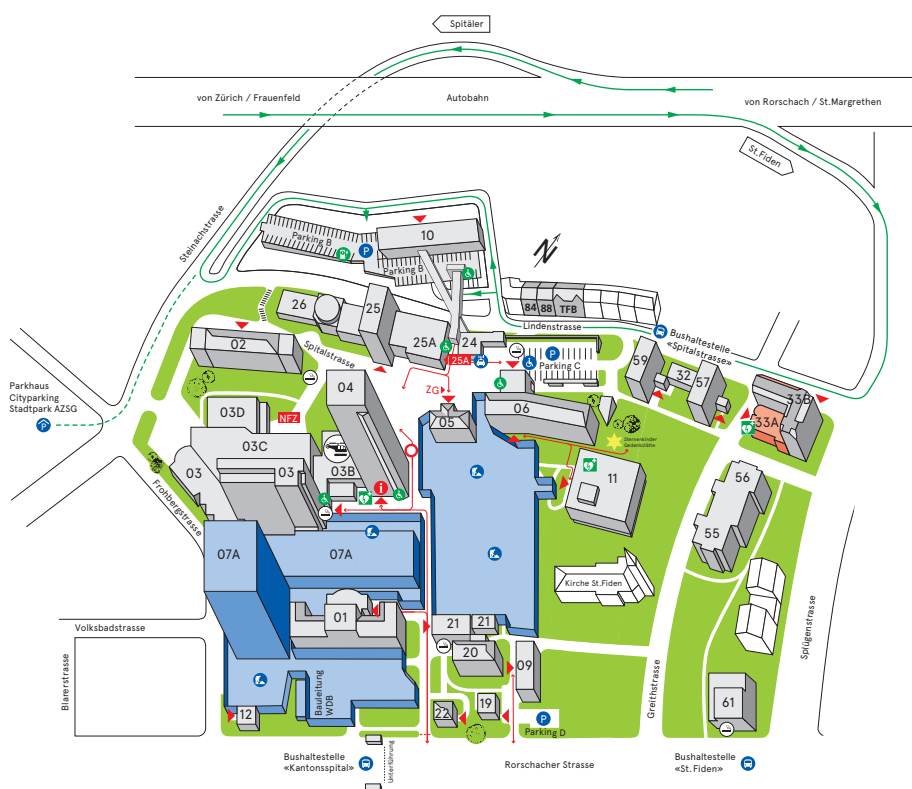 Spitäler
von Zürich / Frauenfeld
Autobahn
von Rorschach / St.Margrethen
St.Fiden
Steinachstrasse
Parking B
P
10
Parking B
N
84
88
TFB
26
25
25A
24
25A
Lindenstrasse
Bushaltestelle
«Spitalstrasse»
P
Parking C
02
Spitalstrasse
59
32
57
33B
33A
Parkhaus
Cityparking
Stadtpark AZSG
P
04
ZG
05
06
03D
NFZ
03C
Sternenkinder
Gedenkstätte
03
03
03B
i
11
56
55
Frohbergstrasse
07A
07A
Kirche St.Fiden
01
Volksbadstrasse
21
21
20
09
Blarerstrasse
Bauleitung
WDB
12
22
19
P
Parking D
Greithstrasse
Splügenstrasse
61
Bushaltestelle
«Kantonsspital»
Unterführung
Rorschacher Strasse
Bushaltestelle
«St. Fiden»